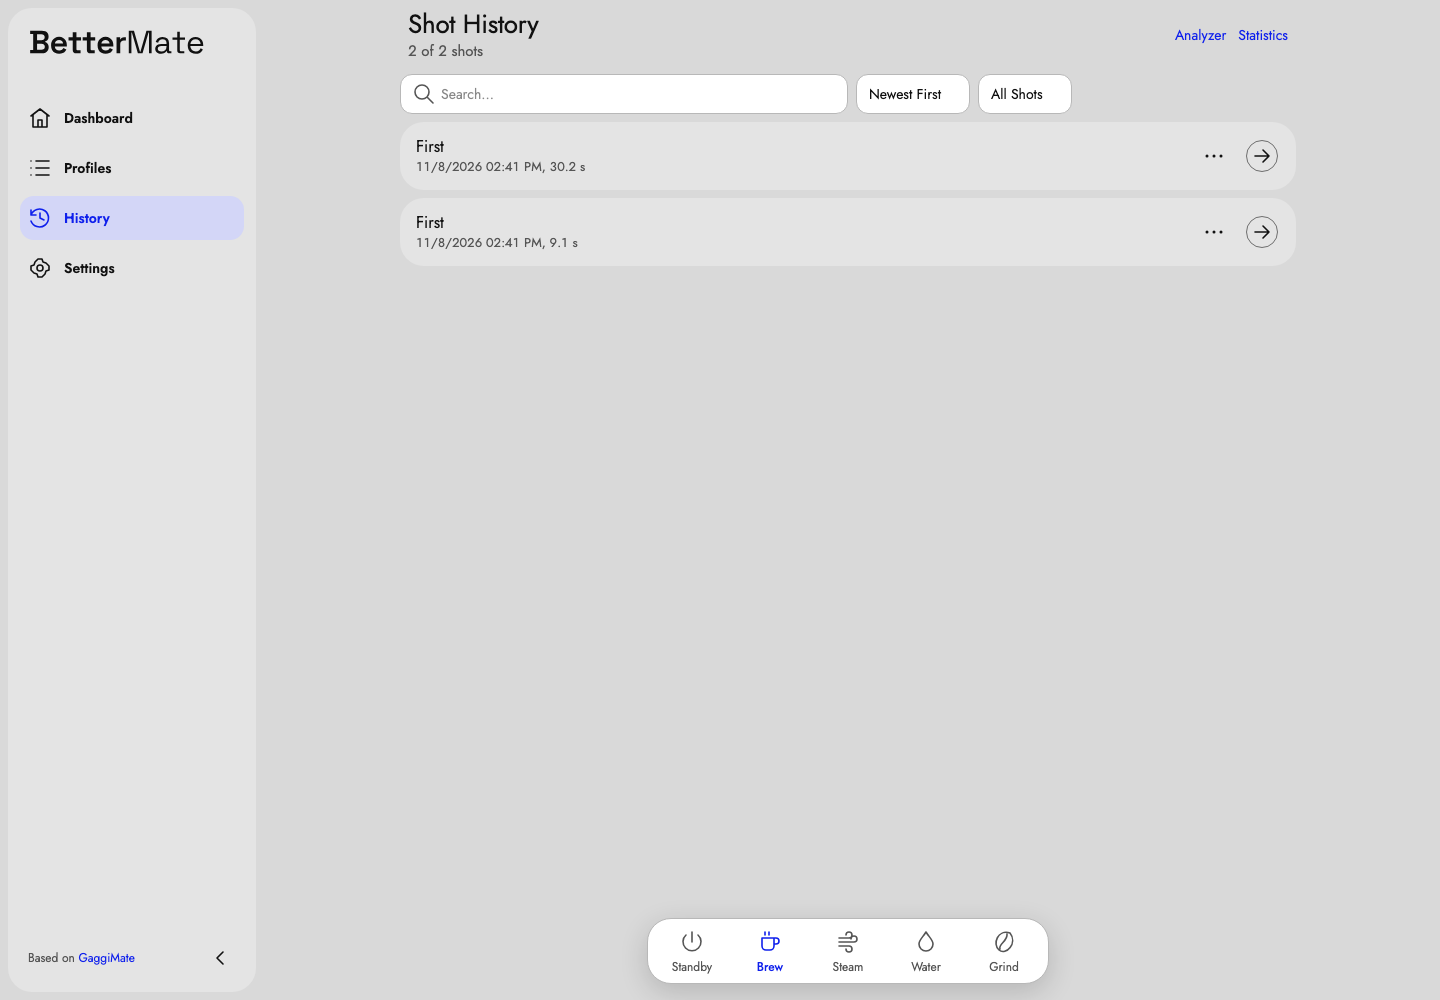 BetterMate
Dashboard
Profiles
History
Settings
Based on GaggiMate
Shot History
2 of 2 shots
Analyzer Statistics
Search...
Newest First
All Shots
First
11/8/2026 02:41 PM, 30.2 s
First
11/8/2026 02:41 PM, 9.1 s
Standby
Brew
Steam
Water
Grind